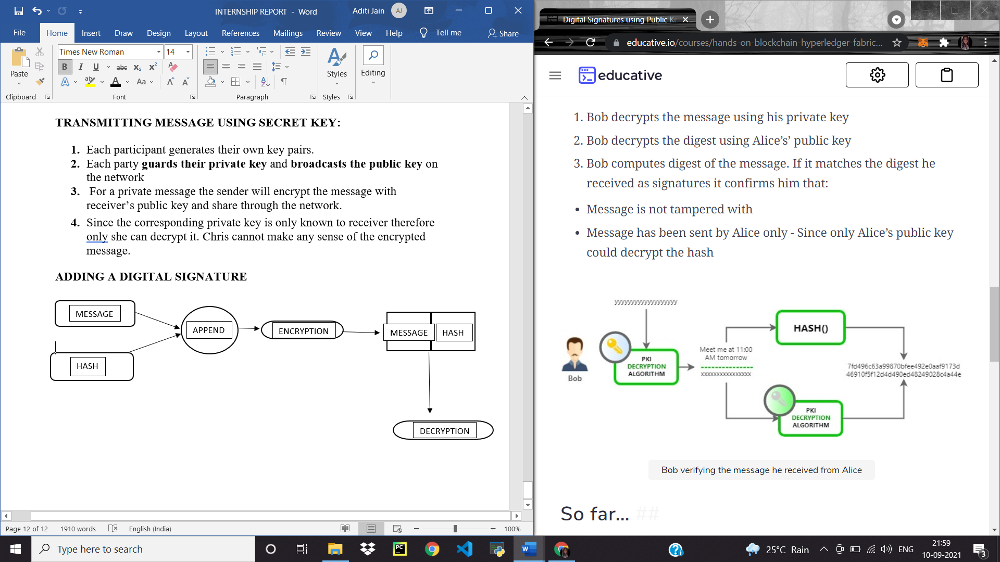 INTERNSHIP REPORT - Word
Aditi Jain
AJ
File
Home
Insert
Draw
Design
Layout
References
Mailings
Review
View
Help
Tell me
Share
Paste
Clipboard
Times New Roman
14
B I U abc X₂ X²
A ab A Aa A A
Font
Paragraph
Styles
Styles
Editing
TRANSMITTING MESSAGE USING SECRET KEY:
1. Each participant generates their own key pairs.
2. Each party guards their private key and broadcasts the public key on
the network
3. For a private message the sender will encrypt the message with
receiver's public key and share through the network.
4. Since the corresponding private key is only known to receiver therefore
only she can decrypt it. Chris cannot make any sense of the encrypted
message.
ADDING A DIGITAL SIGNATURE
MESSAGE
HASH
APPEND
ENCRYPTION
MESSAGE
HASH
DECRYPTION
Page 12 of 12
1910 words
English (India)
100%
Digital Signatures using Public Ke
educative.io/courses/hands-on-blockchain-hyperledger-fabric...
educative
1. Bob decrypts the message using his private key
2. Bob decrypts the digest using Alice's' public key
3. Bob computes digest of the message. If it matches the digest he
received as signatures it confirms him that:
• Message is not tampered with
• Message has been sent by Alice only - Since only Alice's public key
could decrypt the hash
yyyyyyyyyyyyyyyyyyy
Bob
PKI
DECRYPTION
ALGORITHM
Meet me at 11:00
AM tomorrow
xxxxxxxxxxxxxxxx
HASH()
7fd496c63a99870bfee492e0aaf9173d
46910f5f12d4d490ed48249028c4a44e
PKI
DECRYPTION
ALGORITHM
Bob verifying the message he received from Alice
So far... ##
Type here to search
PC
W
25°C Rain
ENG
21:59
10-09-2021
3